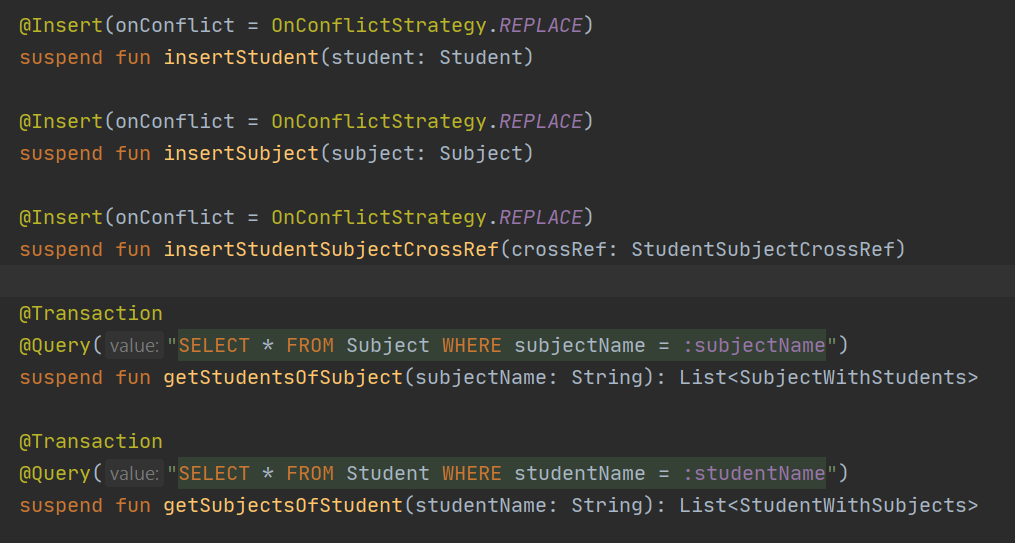 @Insert(onConflict = OnConflictStrategy.REPLACE)
suspend fun insertStudent(student: Student)
@Insert(onConflict = OnConflictStrategy.REPLACE)
suspend fun insertSubject(subject: Subject)
@Insert(onConflict = OnConflictStrategy.REPLACE)
suspend fun insertStudentSubjectCrossRef(crossRef: StudentSubjectCrossRef)
@Transaction
@Query( value: "SELECT * FROM Subject WHERE subjectName = :subjectName")
suspend fun getStudentsOfSubject(subjectName: String): List<SubjectWithStudents>
@Transaction
@Query( value: "SELECT * FROM Student WHERE studentName = :studentName")
suspend fun getSubjectsOfStudent(studentName: String): List<StudentWithSubjects>